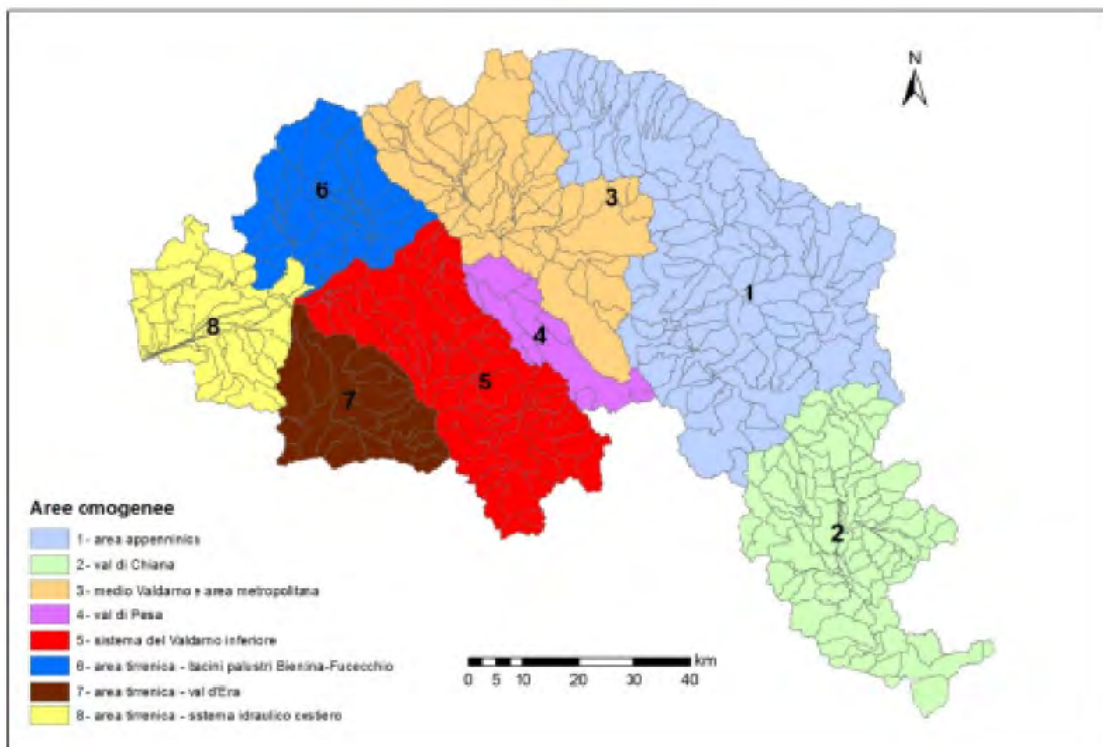 N
6
3
1
8
4
5
7
2
Aree omogenee
1- area appenninica
2- val di Chiana
3- medio Valdarno e area metropolitana
4- val di Pesa
5- sistema del Valdarno inferiore
6- area tirrenica - bacini palustri Bienina-Fucecchio
7- area tirrenica - val d'Era
8- area tirrenica - sistema idraulico costiero
km
0 5 10 20 30 40